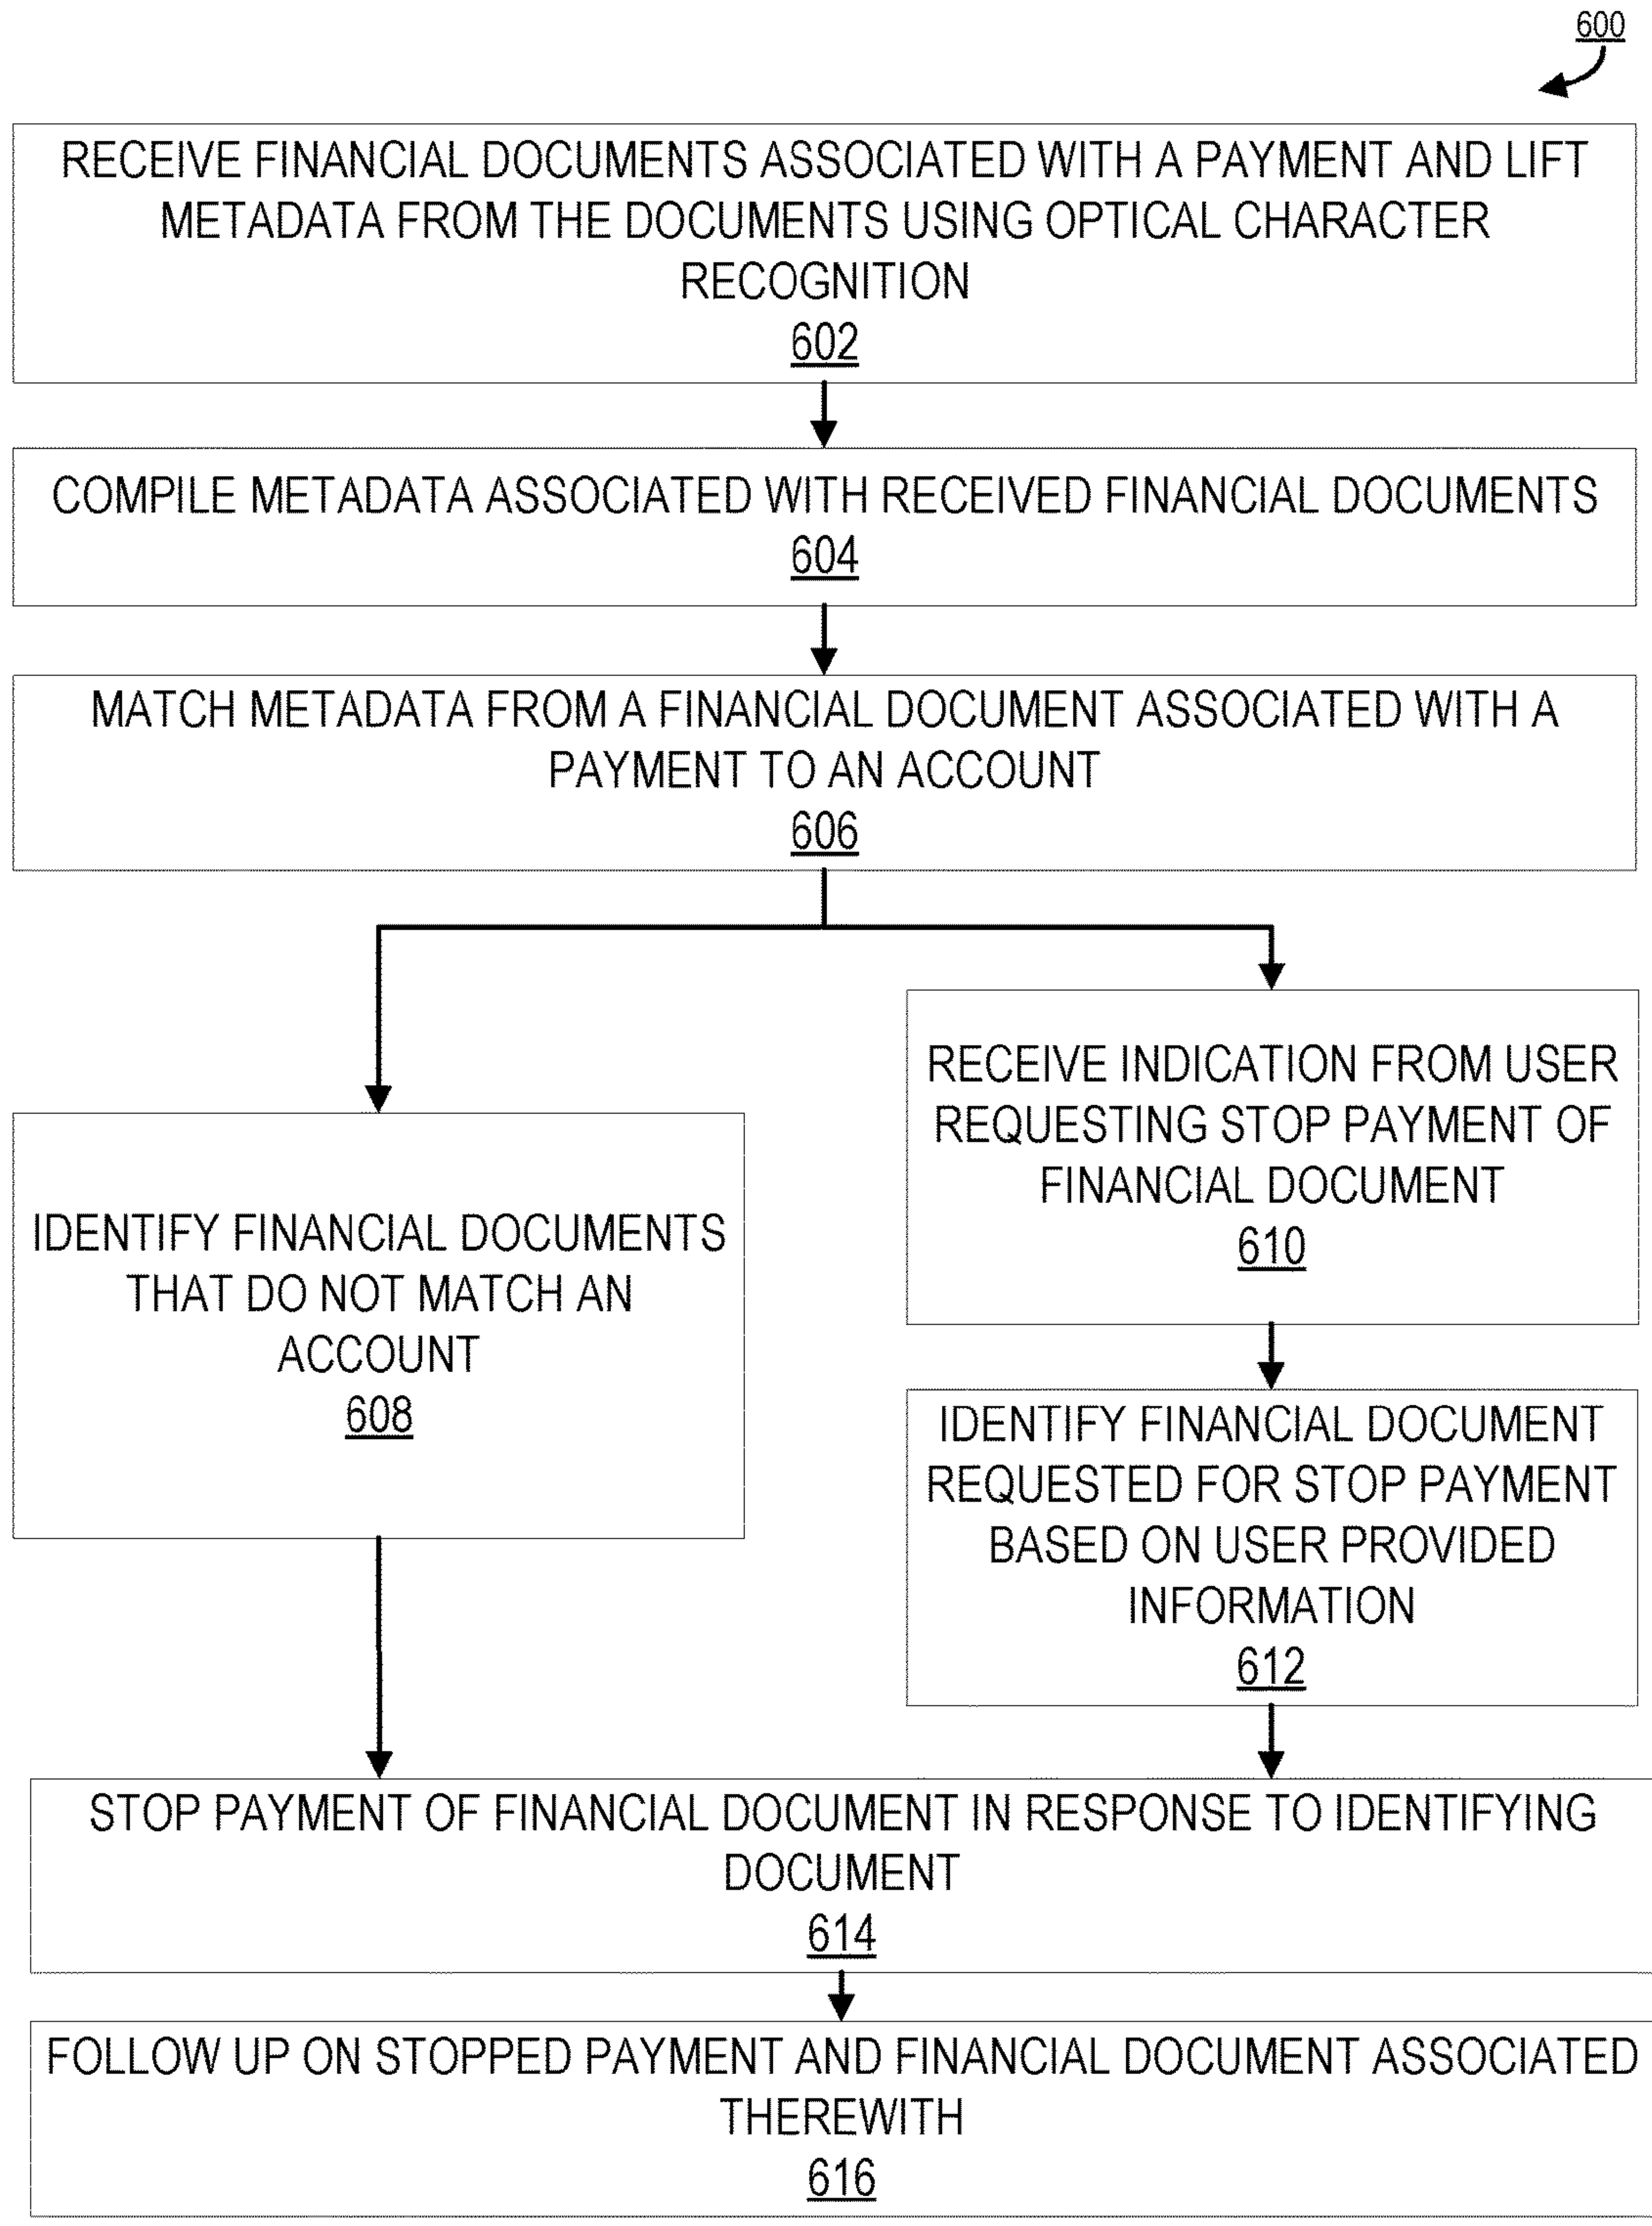 600
RECEIVE FINANCIAL DOCUMENTS ASSOCIATED WITH A PAYMENT AND LIFT
METADATA FROM THE DOCUMENTS USING OPTICAL CHARACTER
RECOGNITION
602
COMPILE METADATA ASSOCIATED WITH RECEIVED FINANCIAL DOCUMENTS
604
MATCH METADATA FROM A FINANCIAL DOCUMENT ASSOCIATED WITH A
PAYMENT TO AN ACCOUNT
606
IDENTIFY FINANCIAL DOCUMENTS
THAT DO NOT MATCH AN
ACCOUNT
608
RECEIVE INDICATION FROM USER
REQUESTING STOP PAYMENT OF
FINANCIAL DOCUMENT
610
IDENTIFY FINANCIAL DOCUMENT
REQUESTED FOR STOP PAYMENT
BASED ON USER PROVIDED
INFORMATION
612
STOP PAYMENT OF FINANCIAL DOCUMENT IN RESPONSE TO IDENTIFYING
DOCUMENT
614
FOLLOW UP ON STOPPED PAYMENT AND FINANCIAL DOCUMENT ASSOCIATED
THEREWITH
616